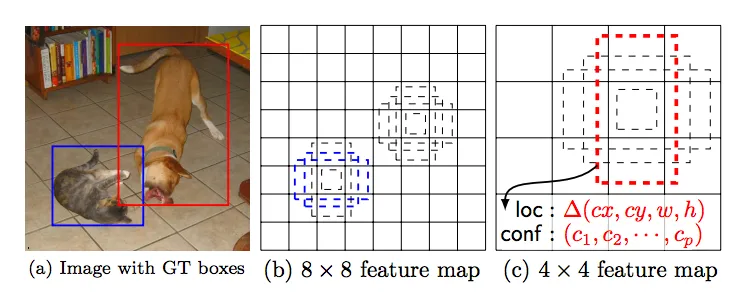 loc : Δ(cx, cy, w, h)
conf : (c₁, c₂, ⋯, cₚ)
(a) Image with GT boxes
(b) 8 × 8 feature map
(c) 4 × 4 feature map